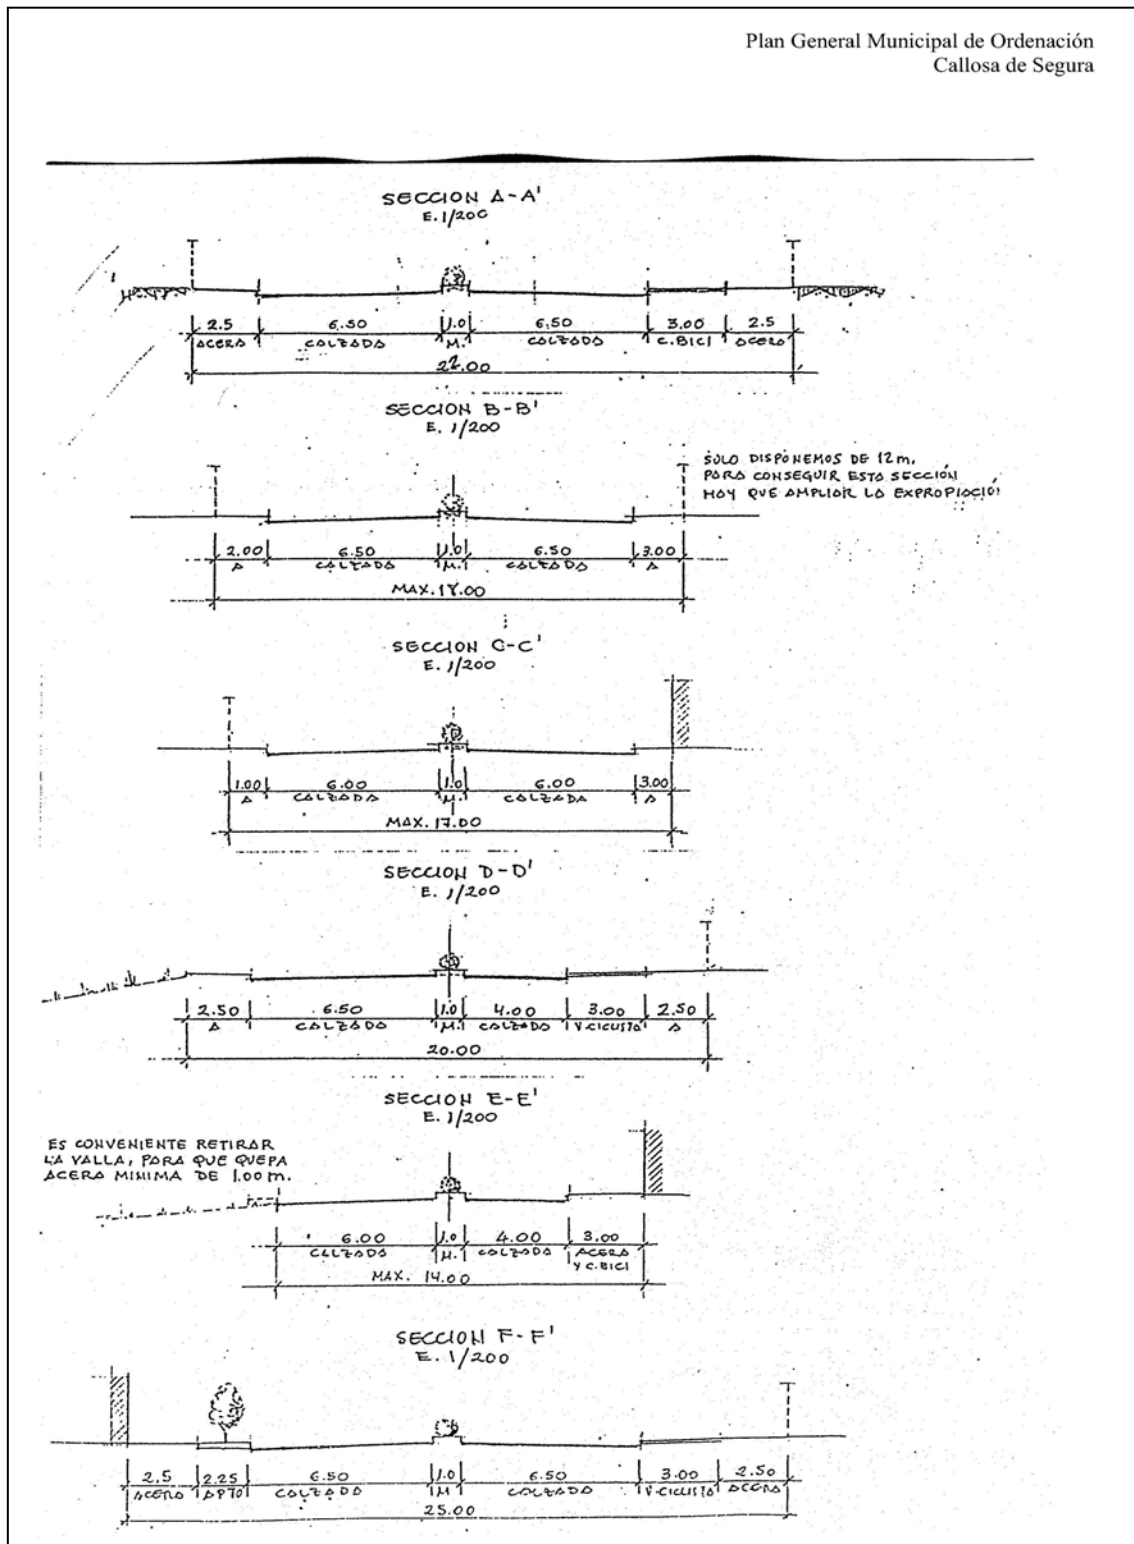 Plan General Municipal de Ordenación
Callosa de Segura
SECCION A-A'
E. 1/200
2.5 6.50 1.0 6.50 3.00 2.5
ACERA CALZADA M. CALZADA C.BICI ACERA
22.00
SECCION B-B'
E. 1/200
SOLO DISPONEMOS DE 12 m.
PARA CONSEGUIR ESTA SECCIÓN
HAY QUE AMPLIAR LA EXPROPIACIÓ
2.00 6.50 1.0 6.50 3.00
A CALZADA M. CALZADA A
MAX. 18.00
SECCION C-C'
E. 1/200
1.00 6.00 1.0 6.00 3.00
A CALZADA M. CALZADA A
MAX. 17.00
SECCION D-D'
E. 1/200
2.50 6.50 1.0 4.00 3.00 2.50
A CALZADA M. CALZADA V.CICLISTA A
20.00
SECCION E-E'
E. 1/200
ES CONVENIENTE RETIRAR
LA VALLA, PARA QUE QUEPA
ACERA MINIMA DE 1.00 m.
6.00 1.0 4.00 3.00
CALZADA M. CALZADA ACERA
Y C.BICI
MAX. 14.00
SECCION F-F'
E. 1/200
2.5 2.25 6.50 1.0 6.50 3.00 2.50
ACERA APTO CALZADA M CALZADA V.CICLISTA ACERA
25.00